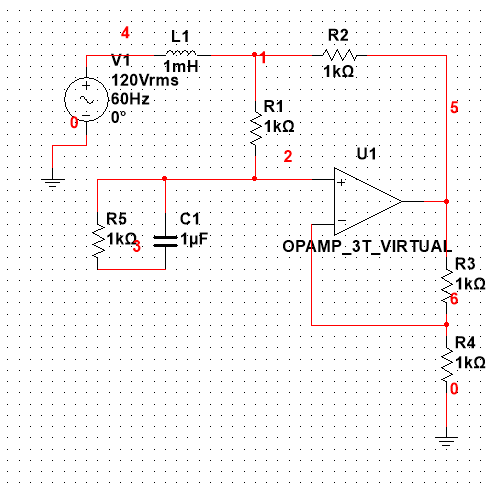 4
L1
1mH
1
R2
1kΩ
V1
120Vrms
60Hz
0°
0
+
−
R1
1kΩ
5
2
U1
+
−
OPAMP_3T_VIRTUAL
R5
1kΩ
3
C1
1µF
R3
1kΩ
6
R4
1kΩ
0